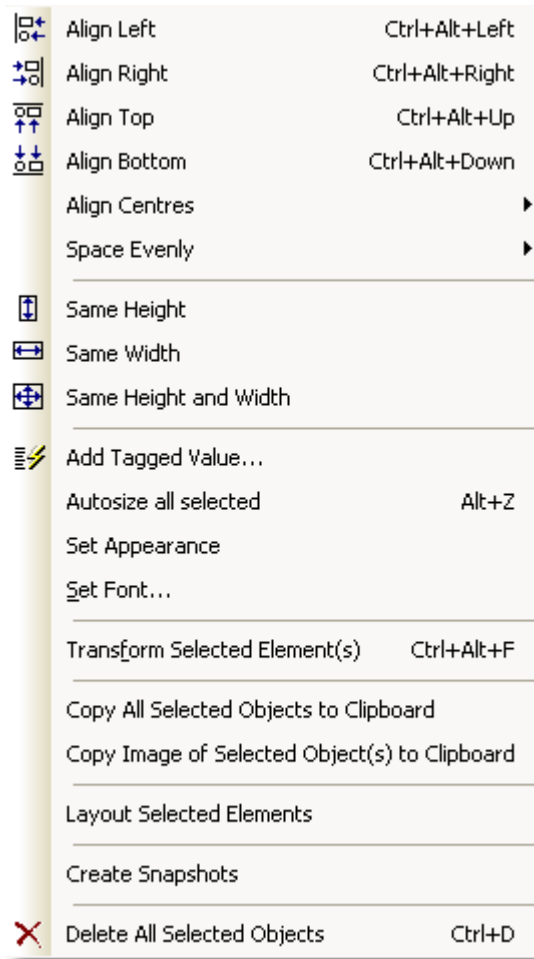 Align Left Ctrl+Alt+Left
Align Right Ctrl+Alt+Right
Align Top Ctrl+Alt+Up
Align Bottom Ctrl+Alt+Down
Align Centres
Space Evenly
Same Height
Same Width
Same Height and Width
Add Tagged Value...
Autosize all selected Alt+Z
Set Appearance
Set Font...
Transform Selected Element(s) Ctrl+Alt+F
Copy All Selected Objects to Clipboard
Copy Image of Selected Object(s) to Clipboard
Layout Selected Elements
Create Snapshots
Delete All Selected Objects Ctrl+D